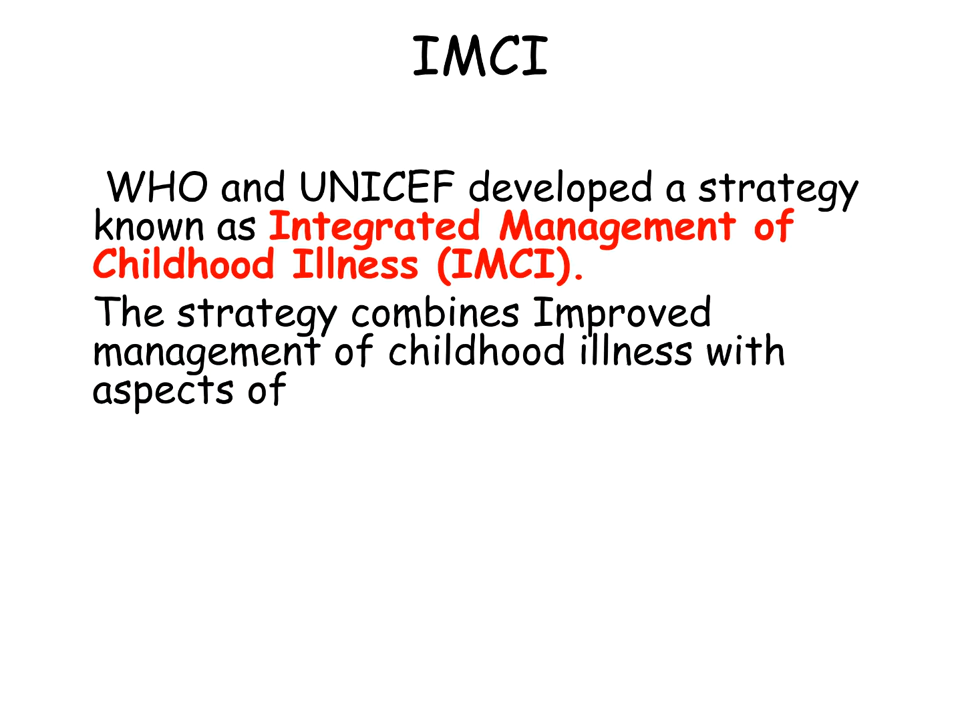 IMCI
WHO and UNICEF developed a strategy
known as Integrated Management of
Childhood Illness (IMCI).
The strategy combines Improved
management of childhood illness with
aspects of